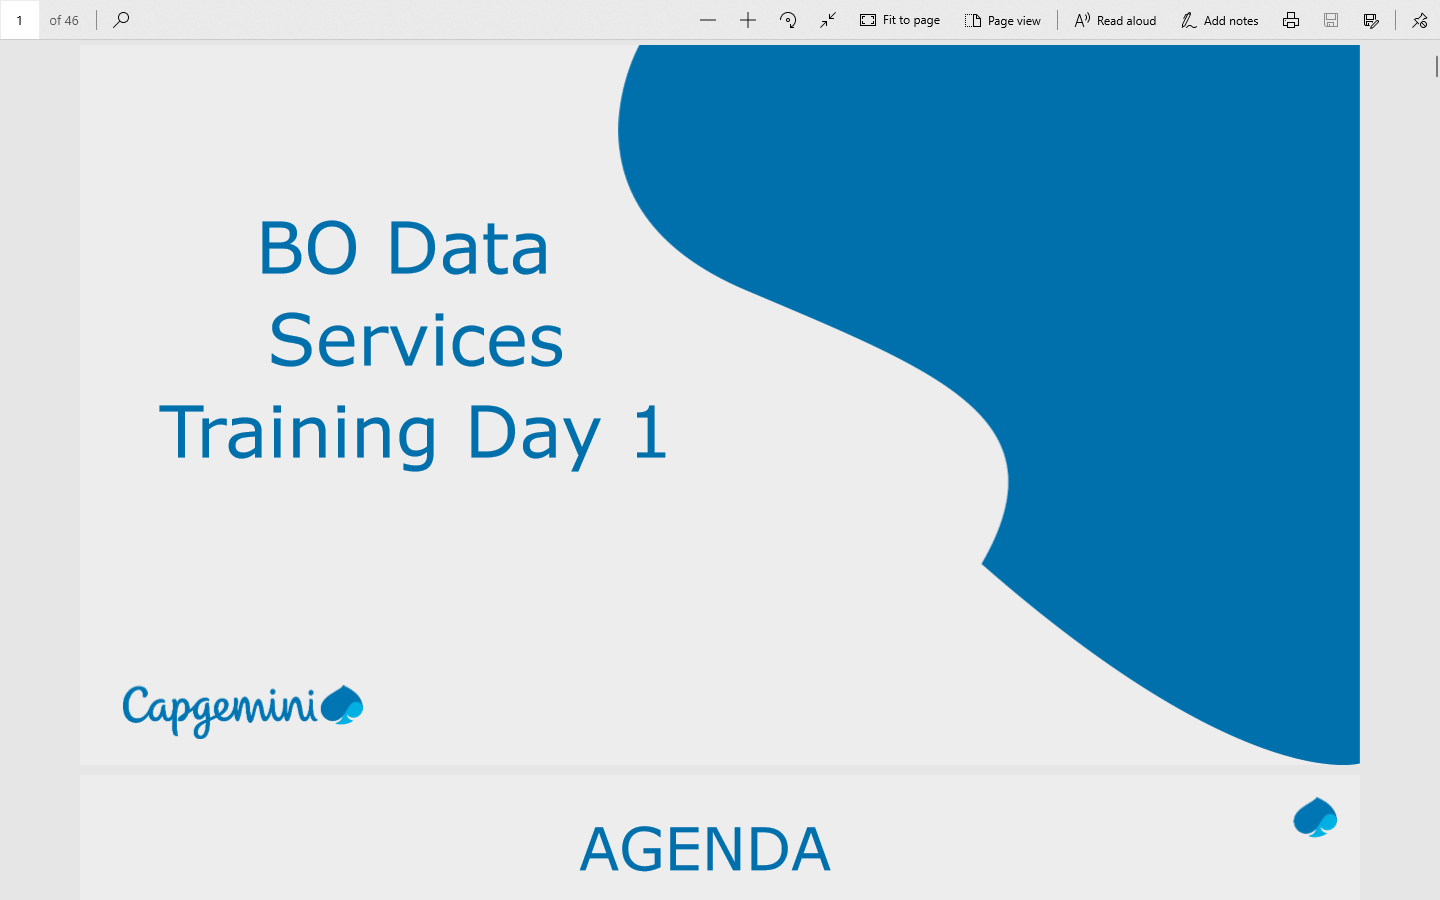 1 of 46 Fit to page Page view Read aloud Add notes
BO Data
Services
Training Day 1
Capgemini
AGENDA